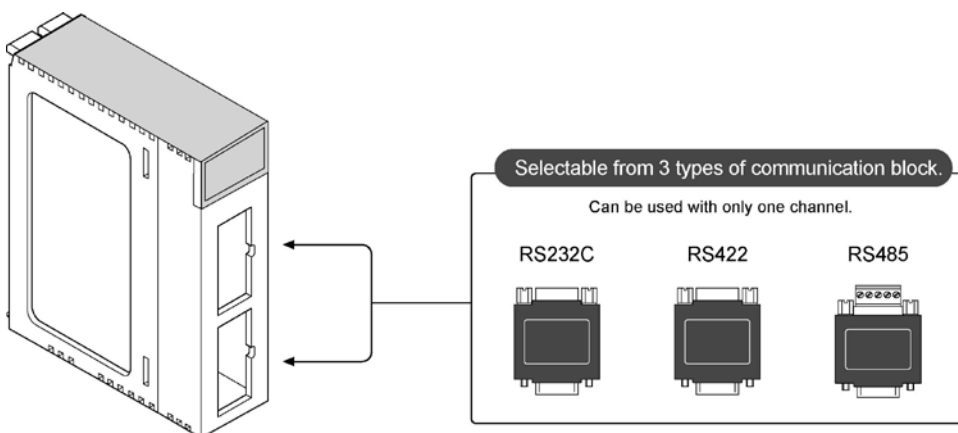 Selectable from 3 types of communication block.
Can be used with only one channel.
RS232C RS422 RS485